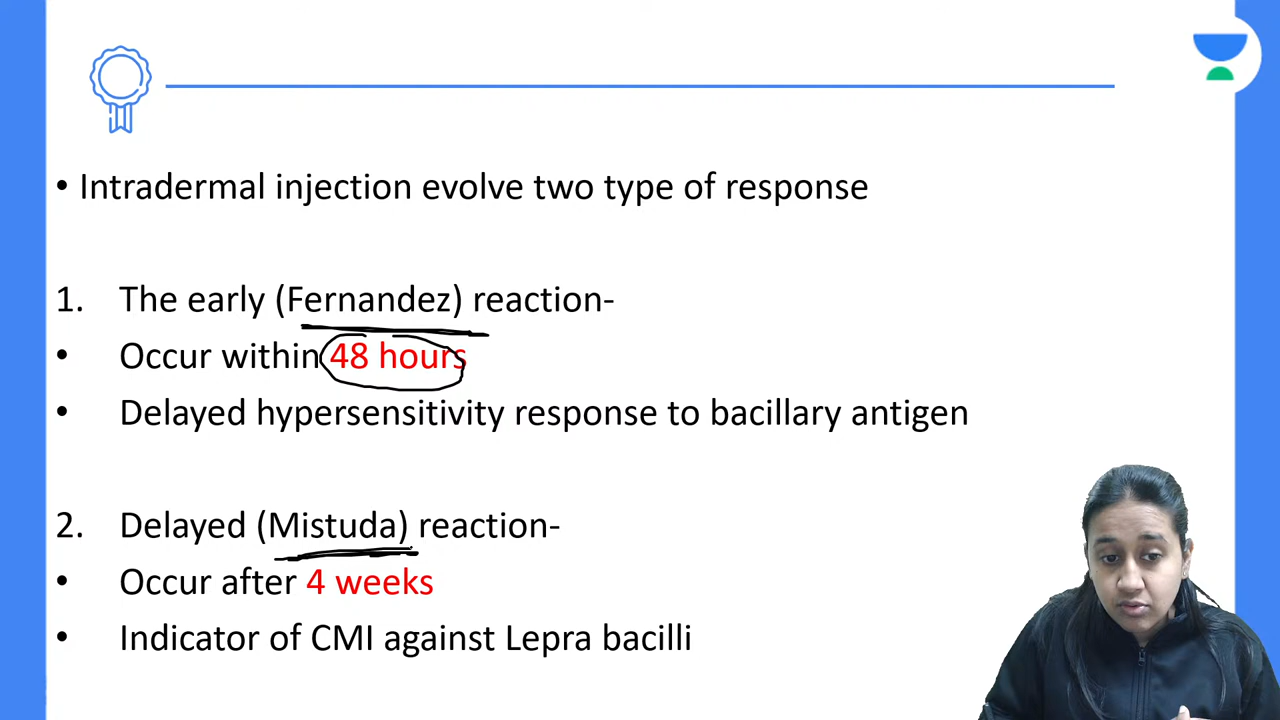 • Intradermal injection evolve two type of response
1. The early (Fernandez) reaction-
• Occur within 48 hours
• Delayed hypersensitivity response to bacillary antigen
2. Delayed (Mistuda) reaction-
• Occur after 4 weeks
• Indicator of CMI against Lepra bacilli